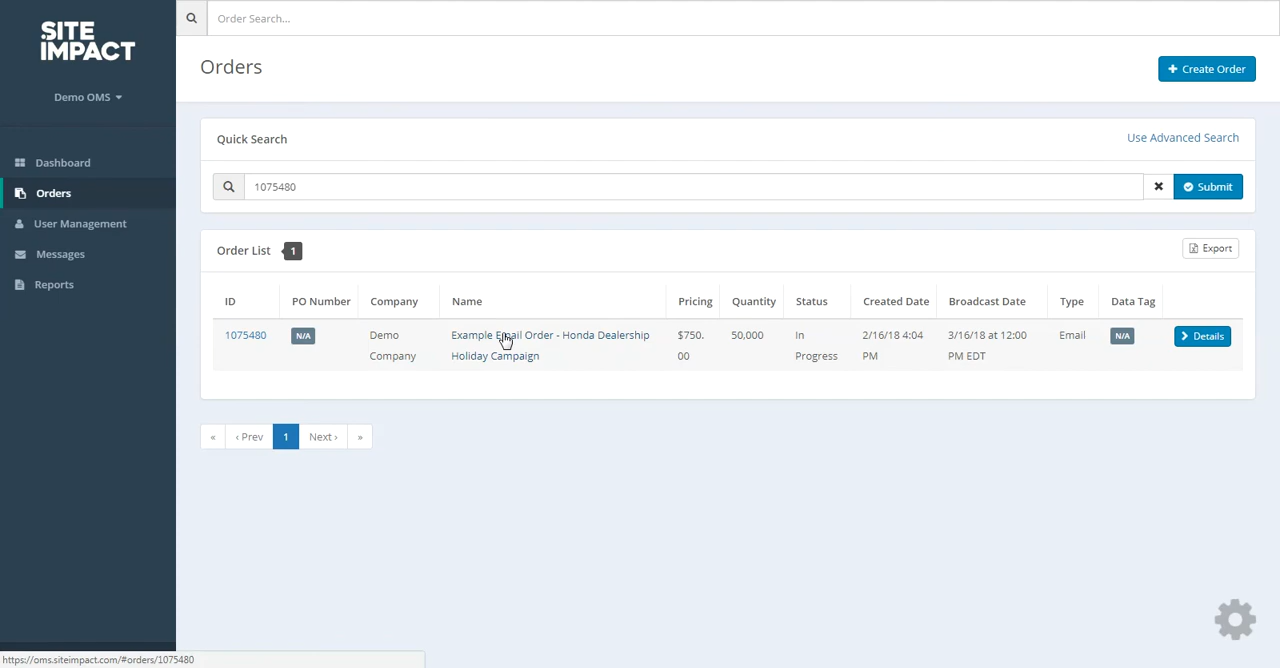 SITE
IMPACT
Demo OMS
Dashboard
Orders
User Management
Messages
Reports
Order Search...
Orders
Create Order
Quick Search
Use Advanced Search
1075480
Submit
Order List 1
Export
ID PO Number Company Name Pricing Quantity Status Created Date Broadcast Date Type Data Tag
1075480 N/A Demo Example Email Order - Honda Dealership $750. 50,000 In 2/16/18 4:04 3/16/18 at 12:00 Email N/A Details
Company Holiday Campaign 00 Progress PM PM EDT
« ‹ Prev 1 Next › »
https://oms.siteimpact.com/#orders/1075480